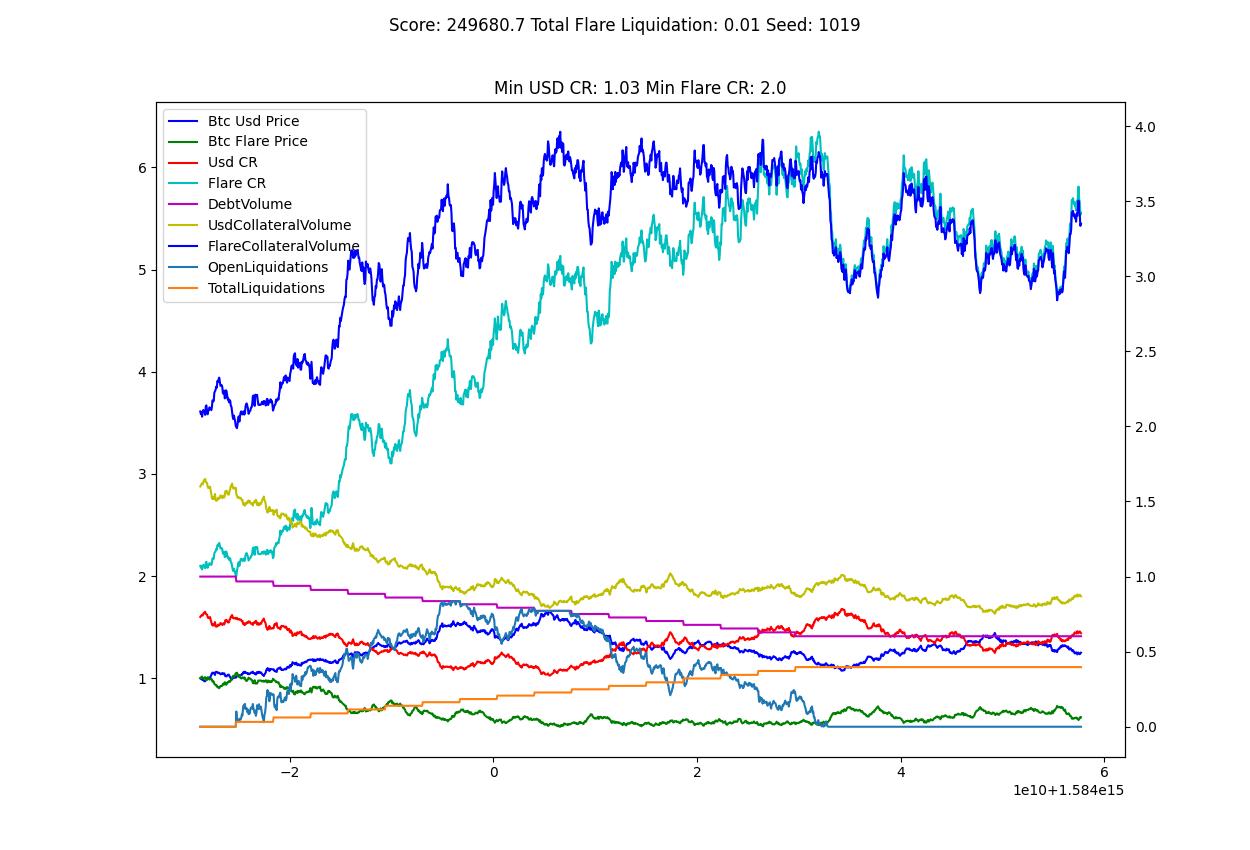 Score: 249680.7 Total Flare Liquidation: 0.01 Seed: 1019
Min USD CR: 1.03 Min Flare CR: 2.0
Btc Usd Price
Btc Flare Price
Usd CR
Flare CR
DebtVolume
UsdCollateralVolume
FlareCollateralVolume
OpenLiquidations
TotalLiquidations
6
5
4
3
2
1
4.0
3.5
3.0
2.5
2.0
1.5
1.0
0.5
0.0
−2
0
2
4
6
1e10+1.584e15